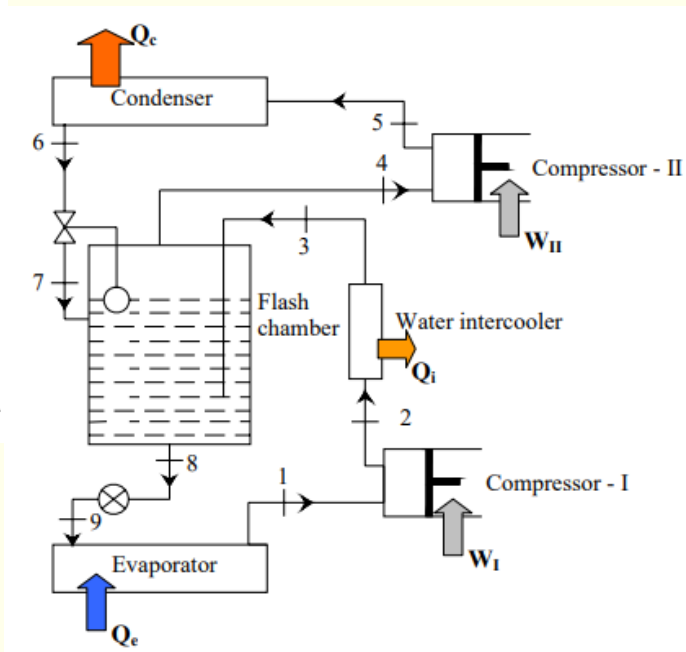 Qc
Condenser
6
5
4
Compressor - II
WII
3
7
Flash
chamber
Water intercooler
Qi
2
8
1
Compressor - I
9
Evaporator
WI
Qe